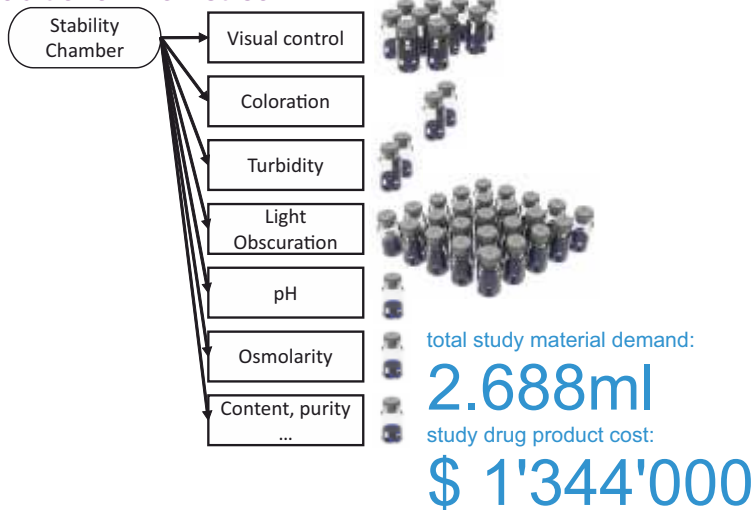 Stability
Chamber
Visual control
Coloration
Turbidity
Light
Obscuration
pH
Osmolarity
Content, purity
...
total study material demand:
2.688ml
study drug product cost:
$ 1'344'000